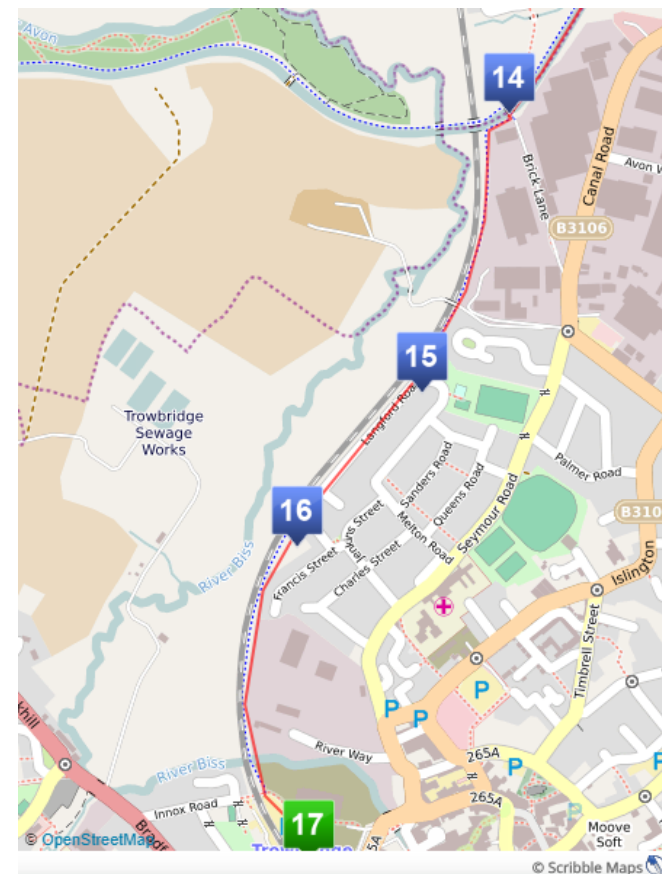 Avon
14
Brick Lane
Canal Road
Avon W
B3106
15
Langford Road
Trowbridge
Sewage
Works
Sanders Road
Queens Road
Melton Road
Seymour Road
Palmer Road
16
Francis Street
Charles Street
B310
Islington
River Biss
Timbrell Street
P
P
P
River Way
265A
P
P
River Biss
Innox Road
265A
17
Trowbridge
Moove
Soft
© OpenStreetMap
© Scribble Maps